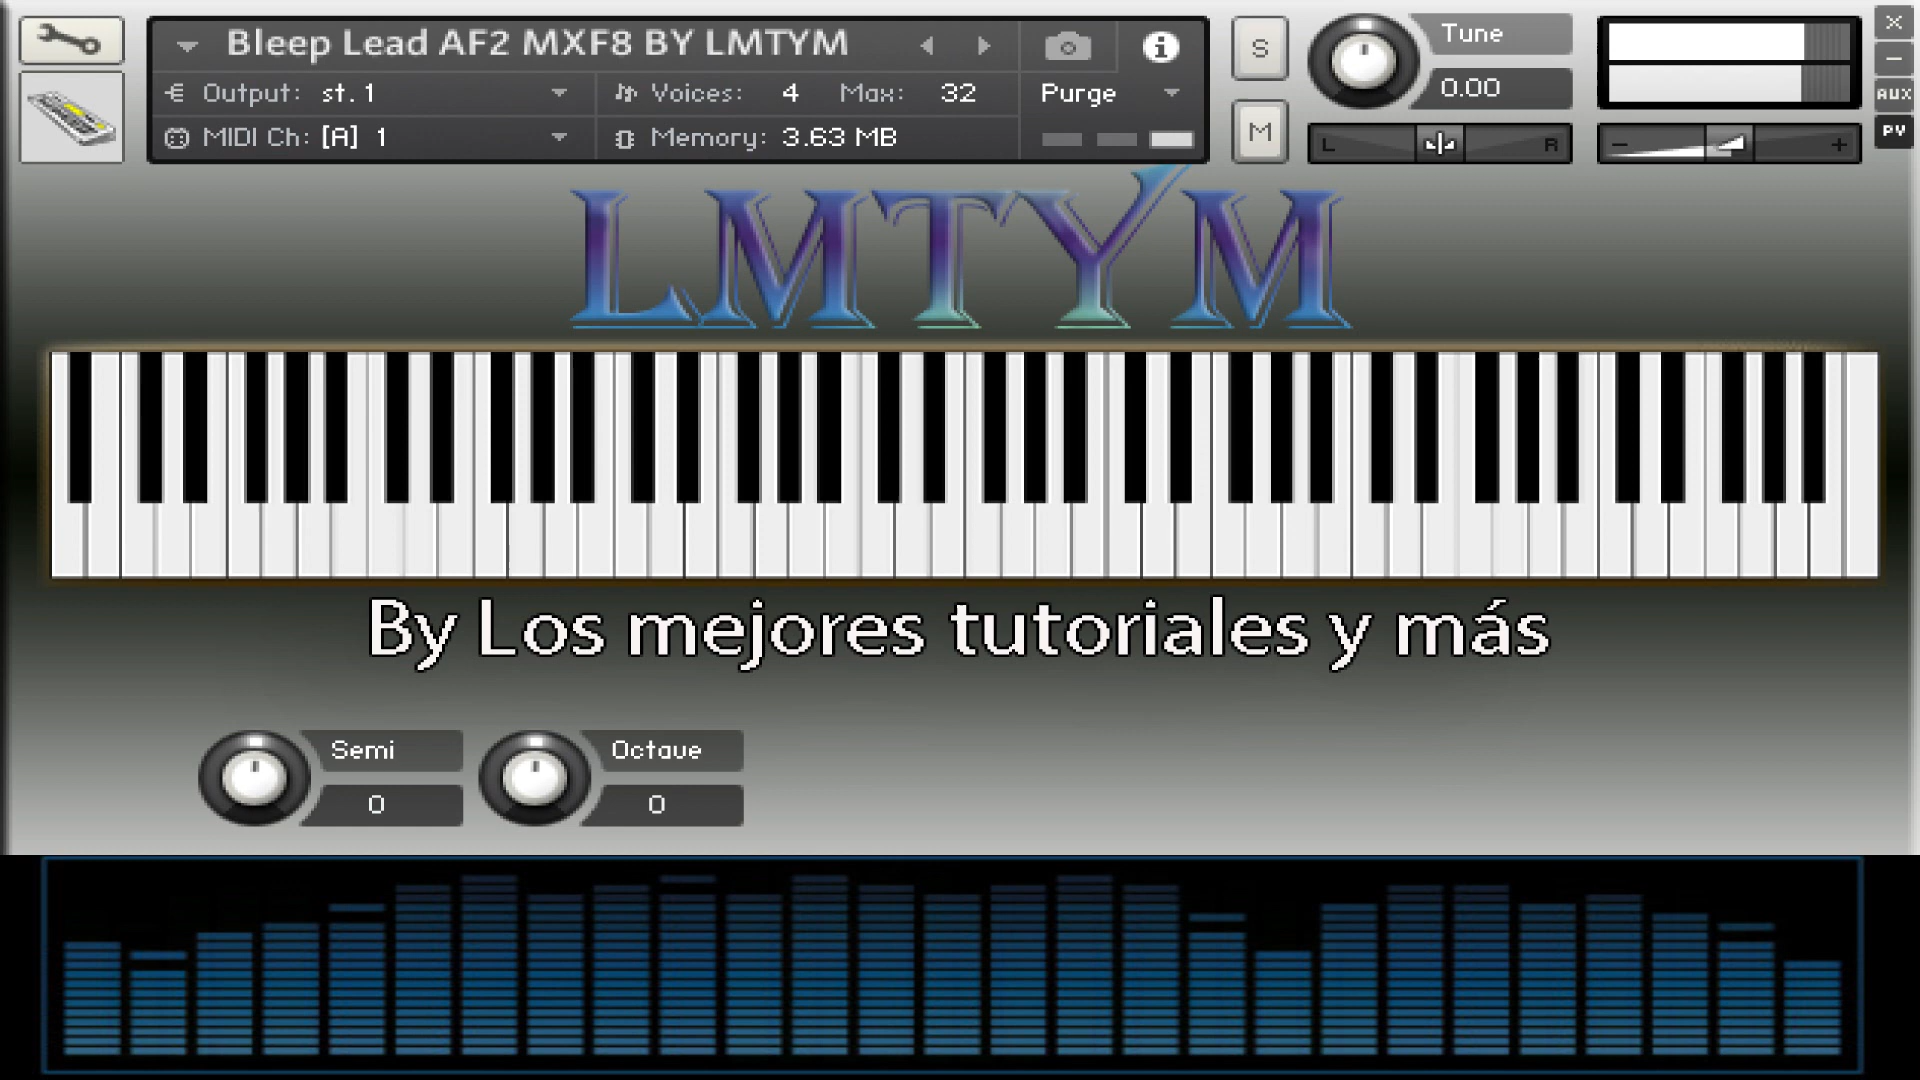 Bleep Lead AF2 MXF8 BY LMTYM
Output: st. 1
Voices: 4 Max: 32
Purge
MIDI Ch: [A] 1
Memory: 3.63 MB
S
M
Tune
0.00
L R
- +
×
−
AUX
PV
LMTYM
By Los mejores tutoriales y más
Semi
0
Octave
0